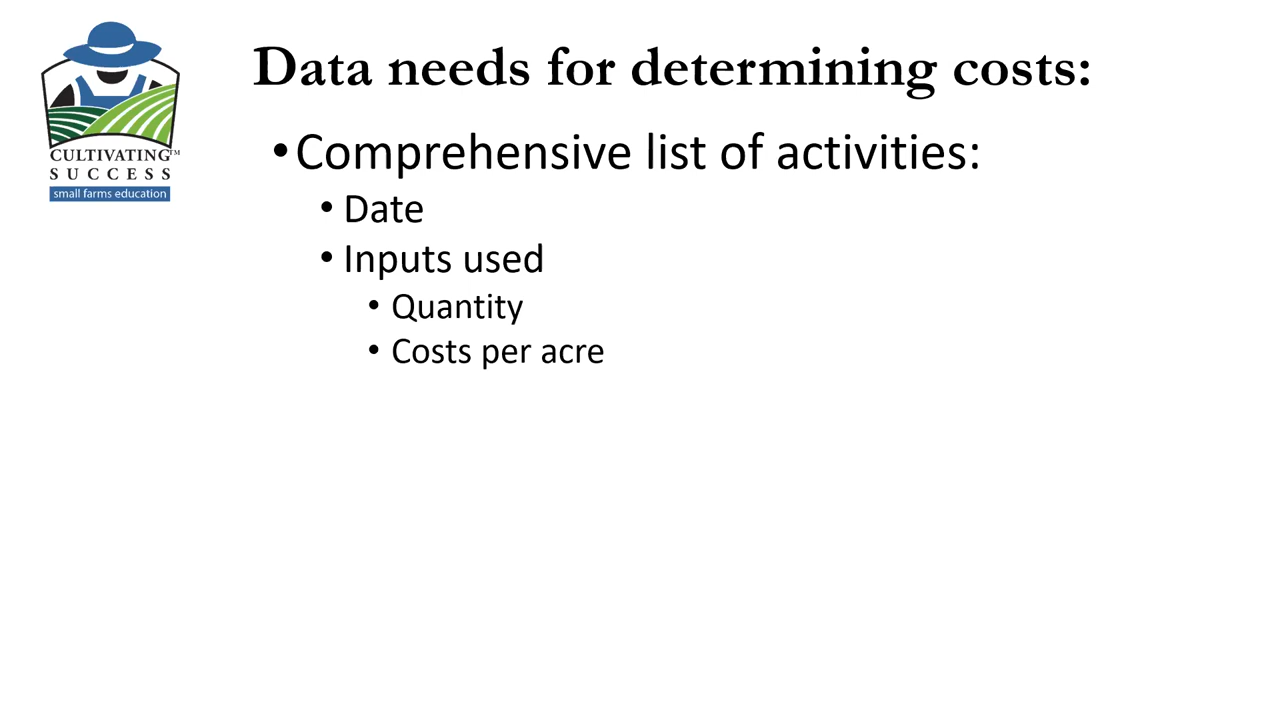 Data needs for determining costs:
•Comprehensive list of activities:
• Date
• Inputs used
• Quantity
• Costs per acre
CULTIVATING™
SUCCESS
small farms education